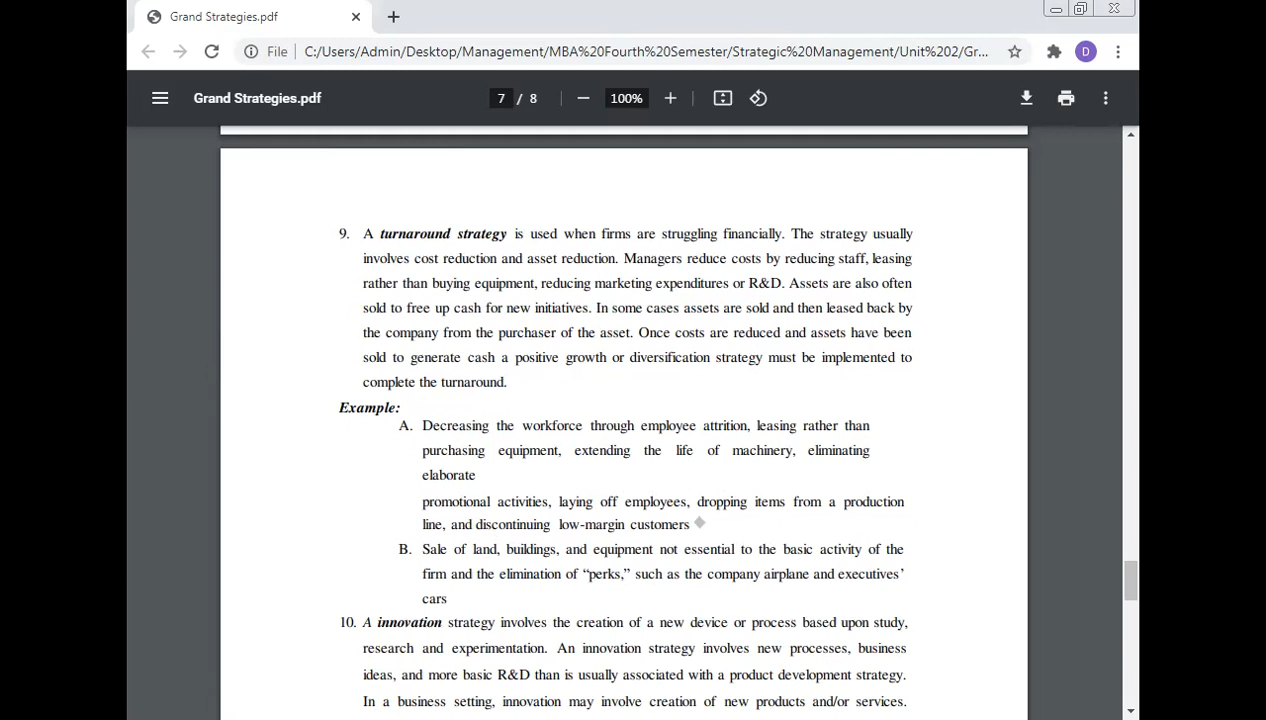 Grand Strategies.pdf
File C:/Users/Admin/Desktop/Management/MBA%20Fourth%20Semester/Strategic%20Management/Unit%202/Gr... D
Grand Strategies.pdf 7 / 8 100%
9. A turnaround strategy is used when firms are struggling financially. The strategy usually
involves cost reduction and asset reduction. Managers reduce costs by reducing staff, leasing
rather than buying equipment, reducing marketing expenditures or R&D. Assets are also often
sold to free up cash for new initiatives. In some cases assets are sold and then leased back by
the company from the purchaser of the asset. Once costs are reduced and assets have been
sold to generate cash a positive growth or diversification strategy must be implemented to
complete the turnaround.
Example:
A. Decreasing the workforce through employee attrition, leasing rather than
purchasing equipment, extending the life of machinery, eliminating
elaborate
promotional activities, laying off employees, dropping items from a production
line, and discontinuing low-margin customers
B. Sale of land, buildings, and equipment not essential to the basic activity of the
firm and the elimination of “perks,” such as the company airplane and executives’
cars
10. A innovation strategy involves the creation of a new device or process based upon study,
research and experimentation. An innovation strategy involves new processes, business
ideas, and more basic R&D than is usually associated with a product development strategy.
In a business setting, innovation may involve creation of new products and/or services.